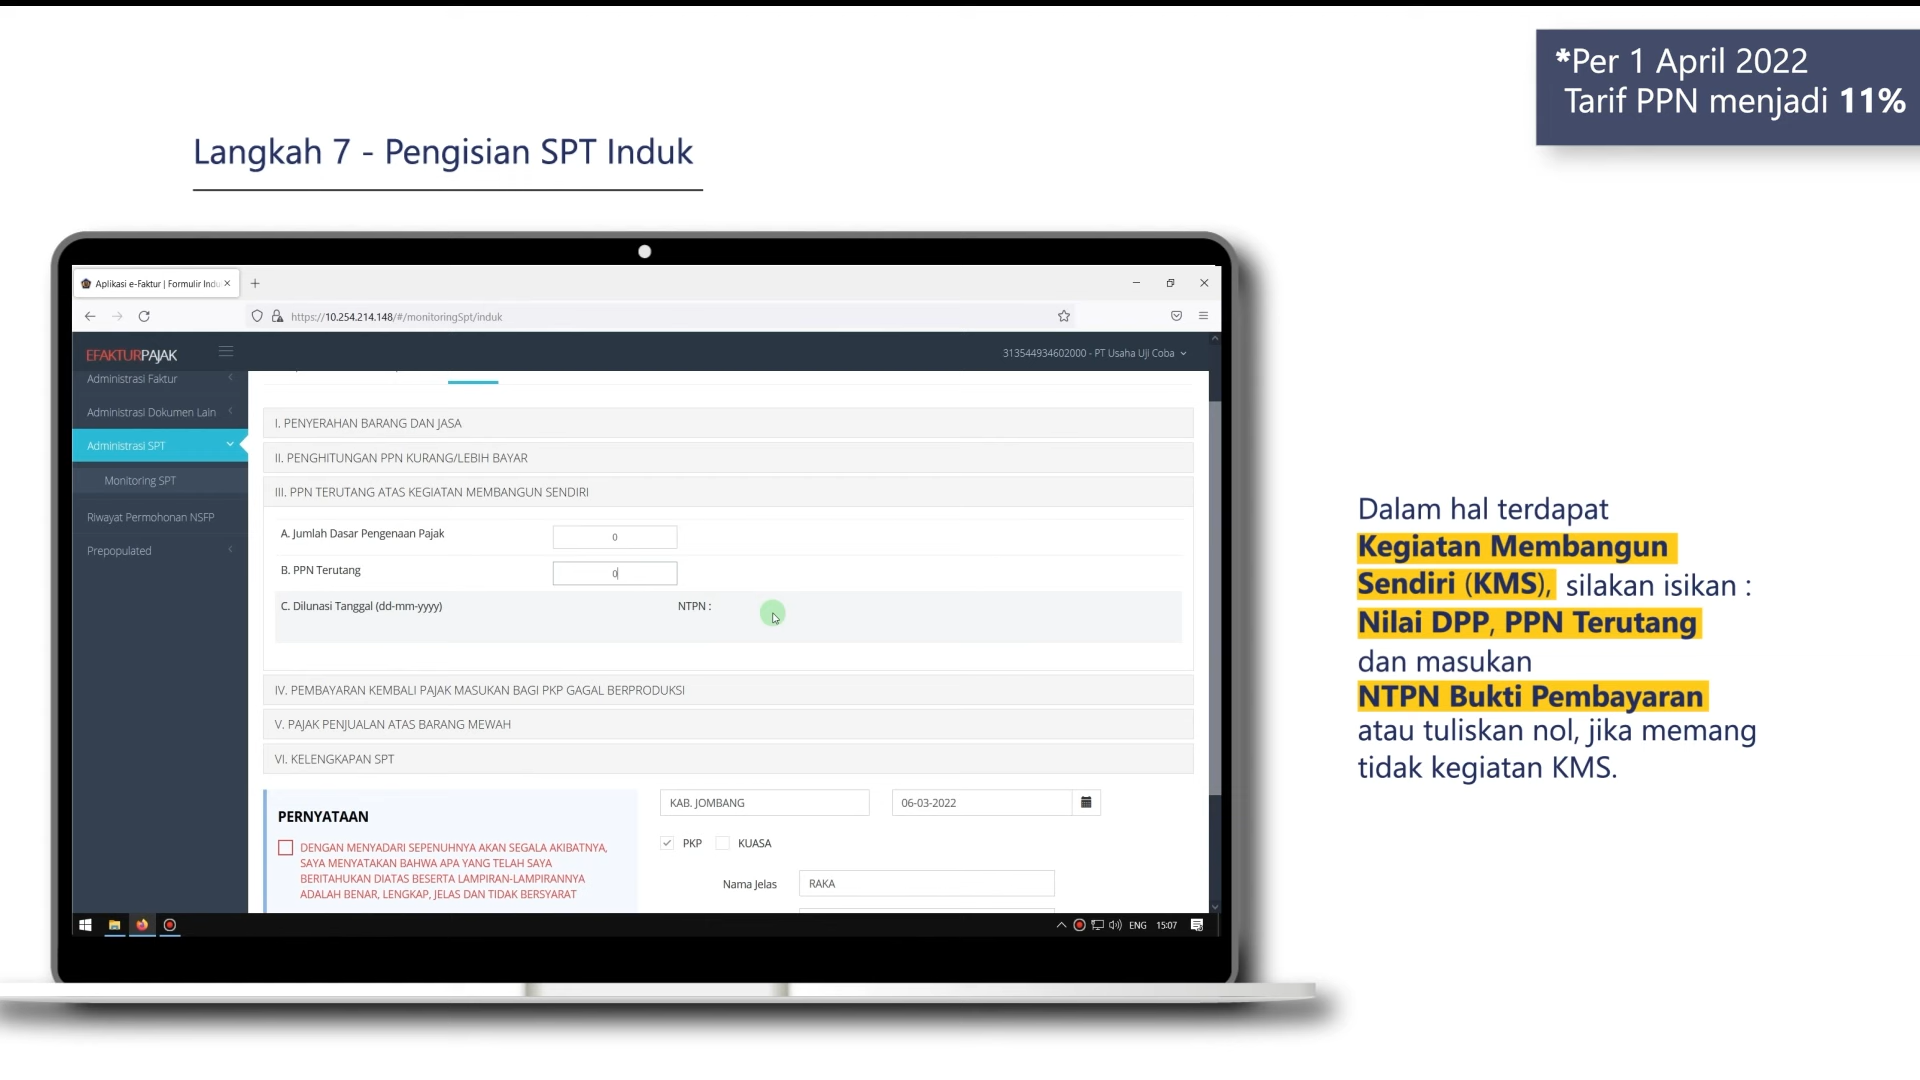 *Per 1 April 2022
Tarif PPN menjadi 11%
Langkah 7 - Pengisian SPT Induk
Aplikasi e-Faktur | Formulir Indu
https://10.254.214.148/#/monitoringSpt/induk
EFAKTURPAJAK
313544934602000 - PT Usaha Uji Coba
Administrasi Faktur
Administrasi Dokumen Lain
Administrasi SPT
Monitoring SPT
Riwayat Permohonan NSFP
Prepopulated
I. PENYERAHAN BARANG DAN JASA
II. PENGHITUNGAN PPN KURANG/LEBIH BAYAR
III. PPN TERUTANG ATAS KEGIATAN MEMBANGUN SENDIRI
A. Jumlah Dasar Pengenaan Pajak
0
B. PPN Terutang
0
C. Dilunasi Tanggal (dd-mm-yyyy)
NTPN :
IV. PEMBAYARAN KEMBALI PAJAK MASUKAN BAGI PKP GAGAL BERPRODUKSI
V. PAJAK PENJUALAN ATAS BARANG MEWAH
VI. KELENGKAPAN SPT
PERNYATAAN
DENGAN MENYADARI SEPENUHNYA AKAN SEGALA AKIBATNYA,
SAYA MENYATAKAN BAHWA APA YANG TELAH SAYA
BERITAHUKAN DIATAS BESERTA LAMPIRAN-LAMPIRANNYA
ADALAH BENAR, LENGKAP, JELAS DAN TIDAK BERSYARAT
KAB. JOMBANG
06-03-2022
PKP
KUASA
Nama Jelas
RAKA
ENG
15:07
Dalam hal terdapat
Kegiatan Membangun
Sendiri (KMS), silakan isikan :
Nilai DPP, PPN Terutang
dan masukan
NTPN Bukti Pembayaran
atau tuliskan nol, jika memang
tidak kegiatan KMS.